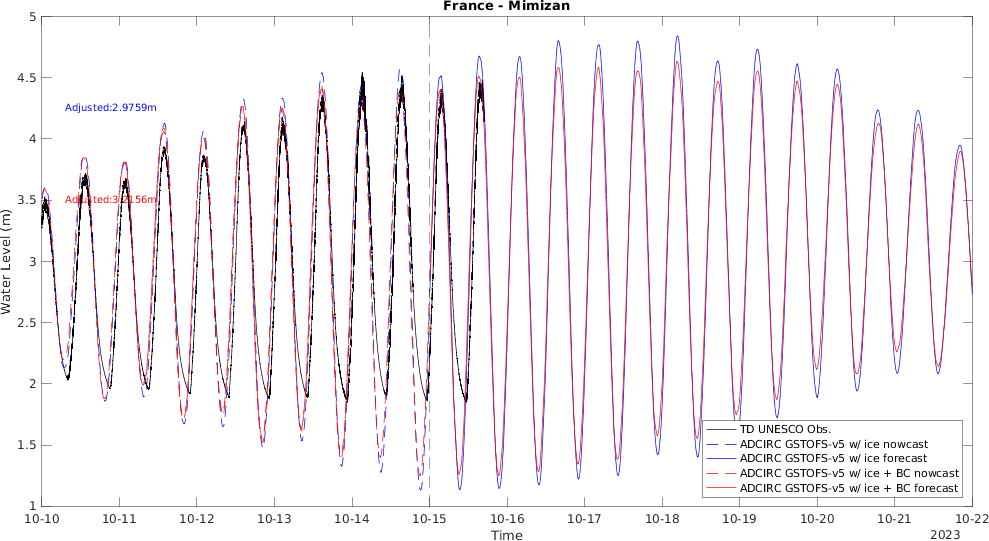 France - Mimizan
Water Level (m)
5
4.5
4
3.5
3
2.5
2
1.5
1
Adjusted:2.9759m
Adjusted:3.2156m
TD UNESCO Obs.
ADCIRC GSTOFS-v5 w/ ice nowcast
ADCIRC GSTOFS-v5 w/ ice forecast
ADCIRC GSTOFS-v5 w/ ice + BC nowcast
ADCIRC GSTOFS-v5 w/ ice + BC forecast
10-10 10-11 10-12 10-13 10-14 10-15 10-16 10-17 10-18 10-19 10-20 10-21 10-22
Time
2023